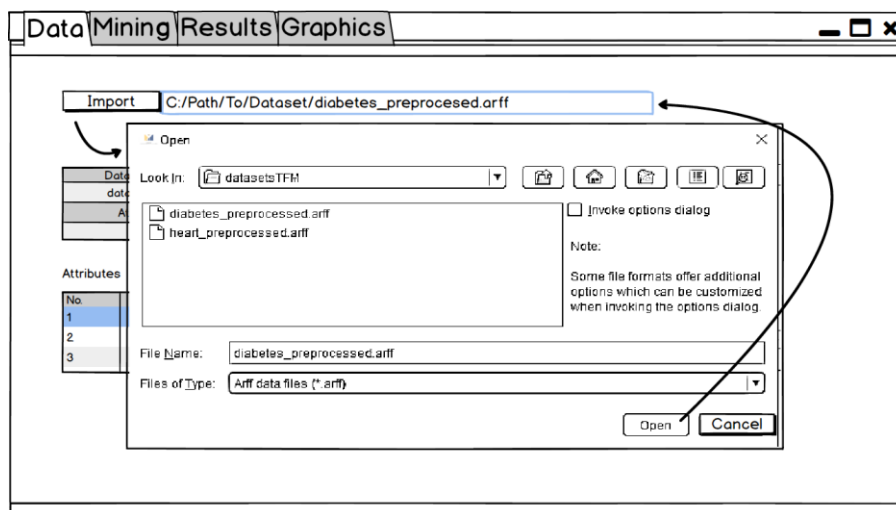 Data Mining Results Graphics
Import C:/Path/To/Dataset/diabetes_preprocesed.arff
Open
Look In: datasetsTFM
diabetes_preprocessed.arff
heart_preprocessed.arff
Invoke options dialog
Note:
Some file formats offer additional
options which can be customized
when invoking the options dialog.
Attributes
No.
1
2
3
File Name: diabetes_preprocessed.arff
Files of Type: Arff data files (*.arff)
Open Cancel